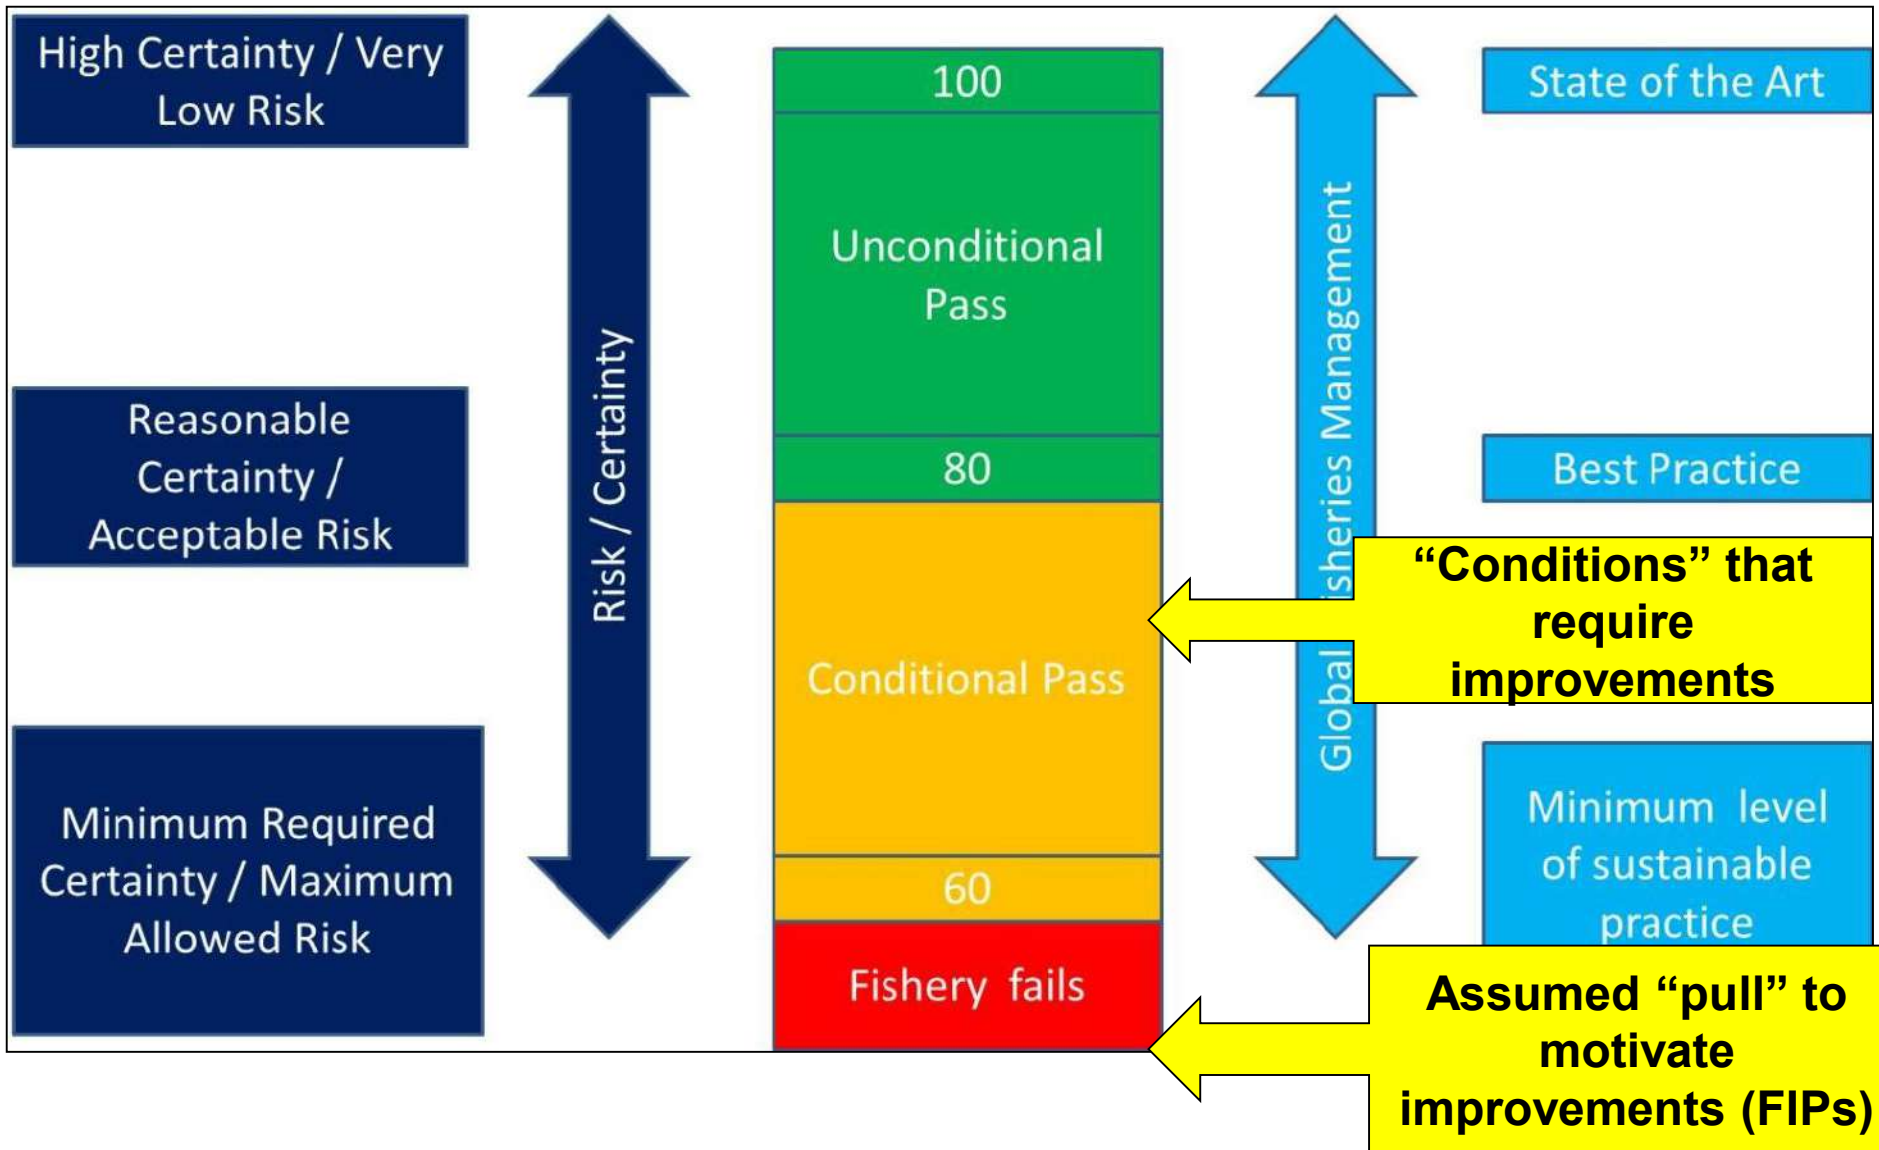 High Certainty / Very
Low Risk
Reasonable
Certainty /
Acceptable Risk
Minimum Required
Certainty / Maximum
Allowed Risk
Risk / Certainty
100
Unconditional
Pass
80
Conditional Pass
60
Fishery fails
Global isheries Management
State of the Art
Best Practice
“Conditions” that
require
improvements
Minimum level
of sustainable
practice
Assumed “pull” to
motivate
improvements (FIPs)